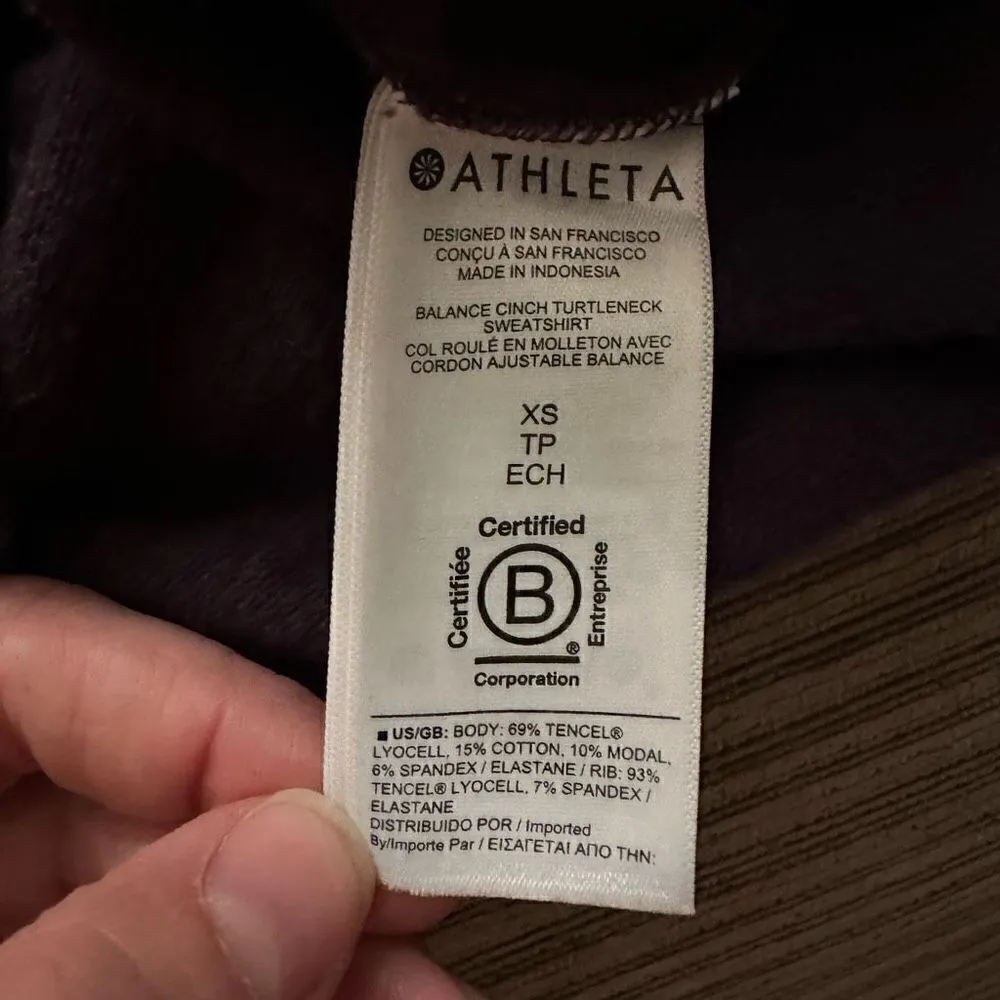 ATHLETA
DESIGNED IN SAN FRANCISCO
CONÇU À SAN FRANCISCO
MADE IN INDONESIA
BALANCE CINCH TURTLENECK
SWEATSHIRT
COL ROULÉ EN MOLLETON AVEC
CORDON AJUSTABLE BALANCE
XS
TP
ECH
Certified
Certifiée
B
Entreprise
®
Corporation
■ US/GB: BODY: 69% TENCEL®
LYOCELL, 15% COTTON, 10% MODAL,
6% SPANDEX / ELASTANE / RIB: 93%
TENCEL® LYOCELL, 7% SPANDEX /
ELASTANE
DISTRIBUIDO POR / Imported
By/Importe Par / ΕΙΣΑΓΕΤΑΙ ΑΠΟ ΤΗΝ: